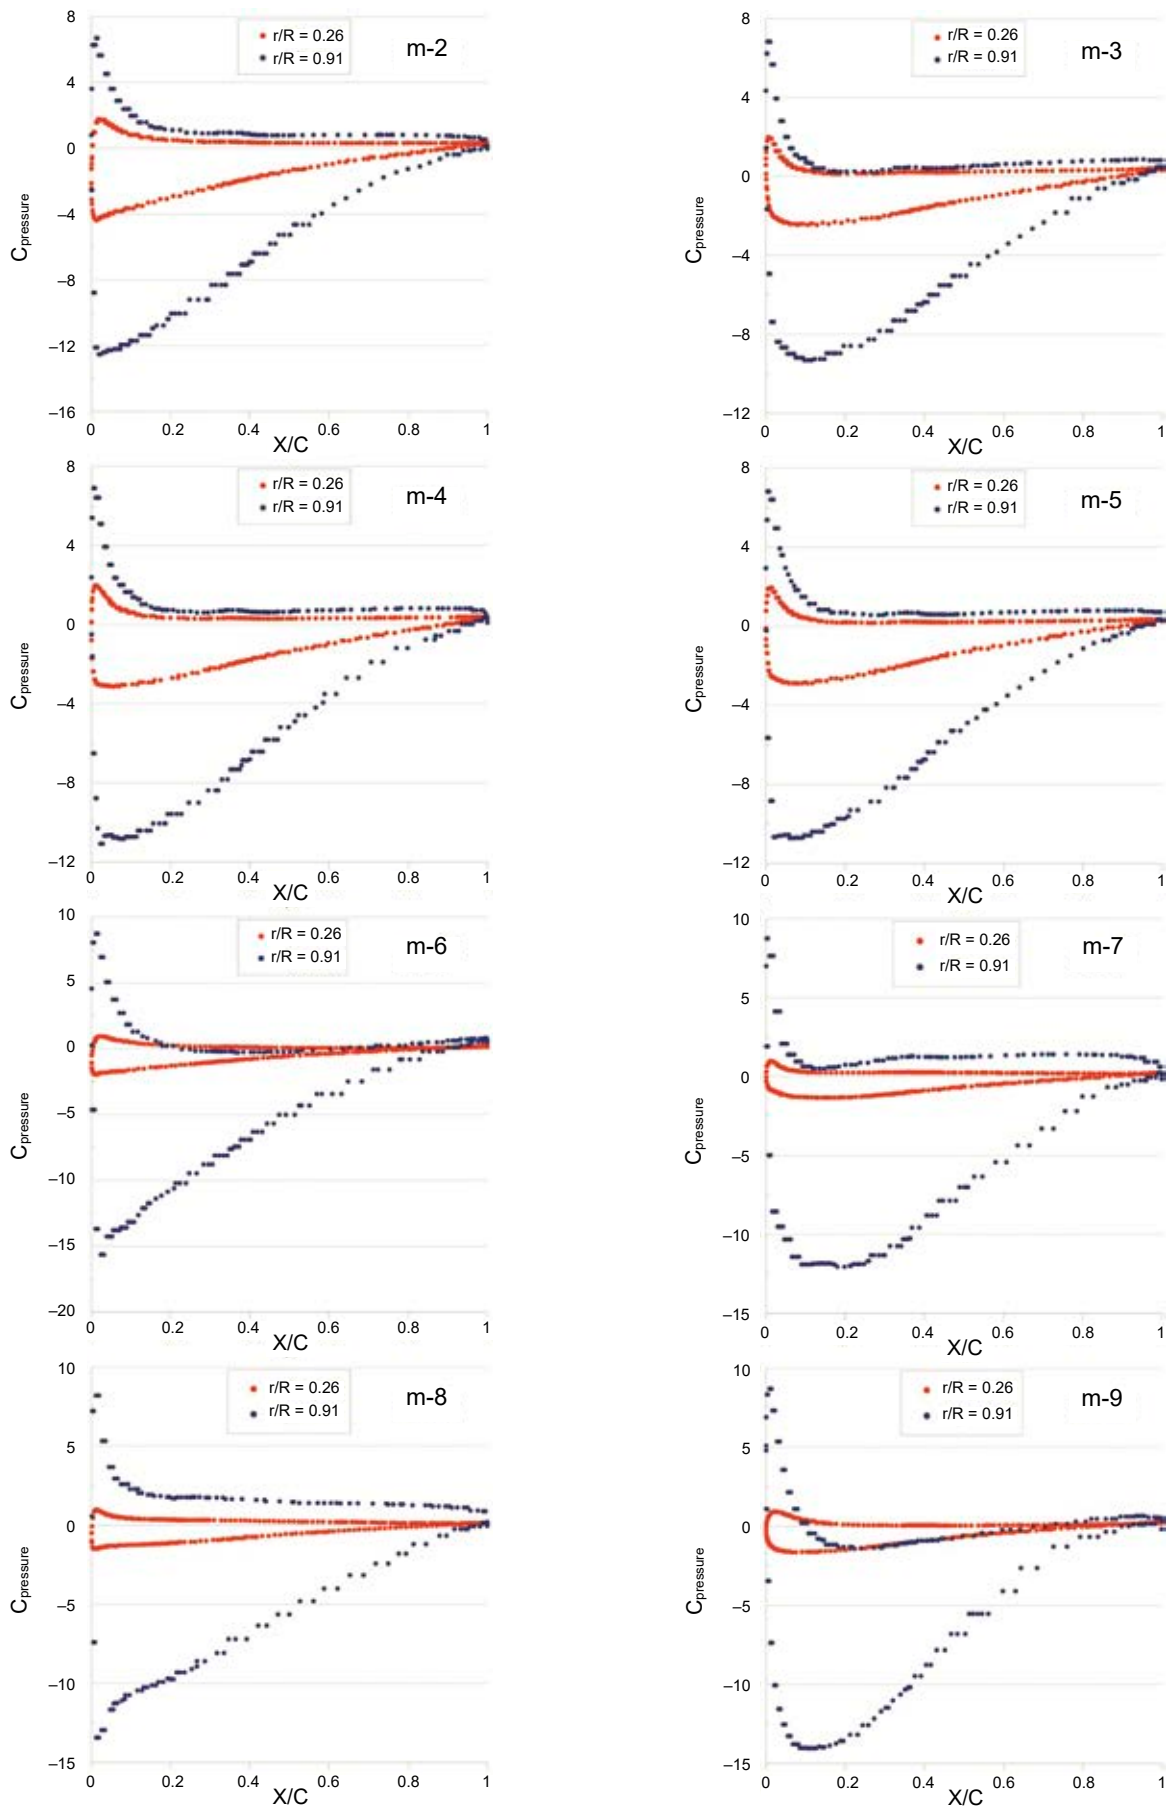 8
r/R = 0.26
r/R = 0.91
m-2
4
0
–4
–8
–12
–16
Cpressure
0 0.2 0.4 0.6 0.8 1
X/C
8
r/R = 0.26
r/R = 0.91
m-3
4
0
–4
–8
–12
Cpressure
0 0.2 0.4 0.6 0.8 1
X/C
8
r/R = 0.26
r/R = 0.91
m-4
4
0
–4
–8
–12
Cpressure
0 0.2 0.4 0.6 0.8 1
X/C
8
r/R = 0.26
r/R = 0.91
m-5
4
0
–4
–8
–12
Cpressure
0 0.2 0.4 0.6 0.8 1
X/C
10
r/R = 0.26
r/R = 0.91
m-6
5
0
–5
–10
–15
–20
Cpressure
0 0.2 0.4 0.6 0.8 1
X/C
10
r/R = 0.26
r/R = 0.91
m-7
5
0
–5
–10
–15
Cpressure
0 0.2 0.4 0.6 0.8 1
X/C
10
r/R = 0.26
r/R = 0.91
m-8
5
0
–5
–10
–15
Cpressure
0 0.2 0.4 0.6 0.8 1
X/C
10
r/R = 0.26
r/R = 0.91
m-9
5
0
–5
–10
–15
Cpressure
0 0.2 0.4 0.6 0.8 1
X/C